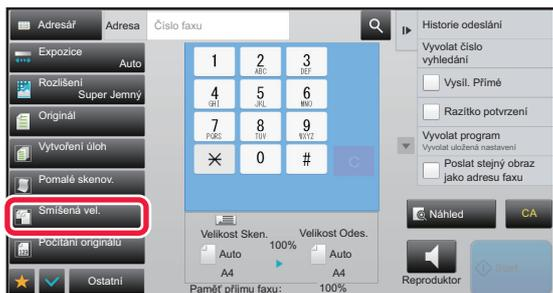 Adresář
Adresa
Číslo faxu
Expozice
Auto
Rozlišení
Super Jemný
Originál
Vytvoření úloh
Pomalé skenov.
Smíšená vel.
Počítání originálů
Ostatní
1
2
ABC
3
DEF
4
GHI
5
JKL
6
MNO
7
PQRS
8
TUV
9
WXYZ
0
#
C
Velikost Sken.
100%
Velikost Odes.
Auto
A4
Auto
A4
Paměť příjmu faxu:
100%
Historie odeslání
Vyvolat číslo
vyhledání
Vysíl. Přímé
Razítko potvrzení
Vyvolat program
Vyvolat uložená nastavení
Poslat stejný obraz
jako adresu faxu
Náhled
CA
Reproduktor
Start